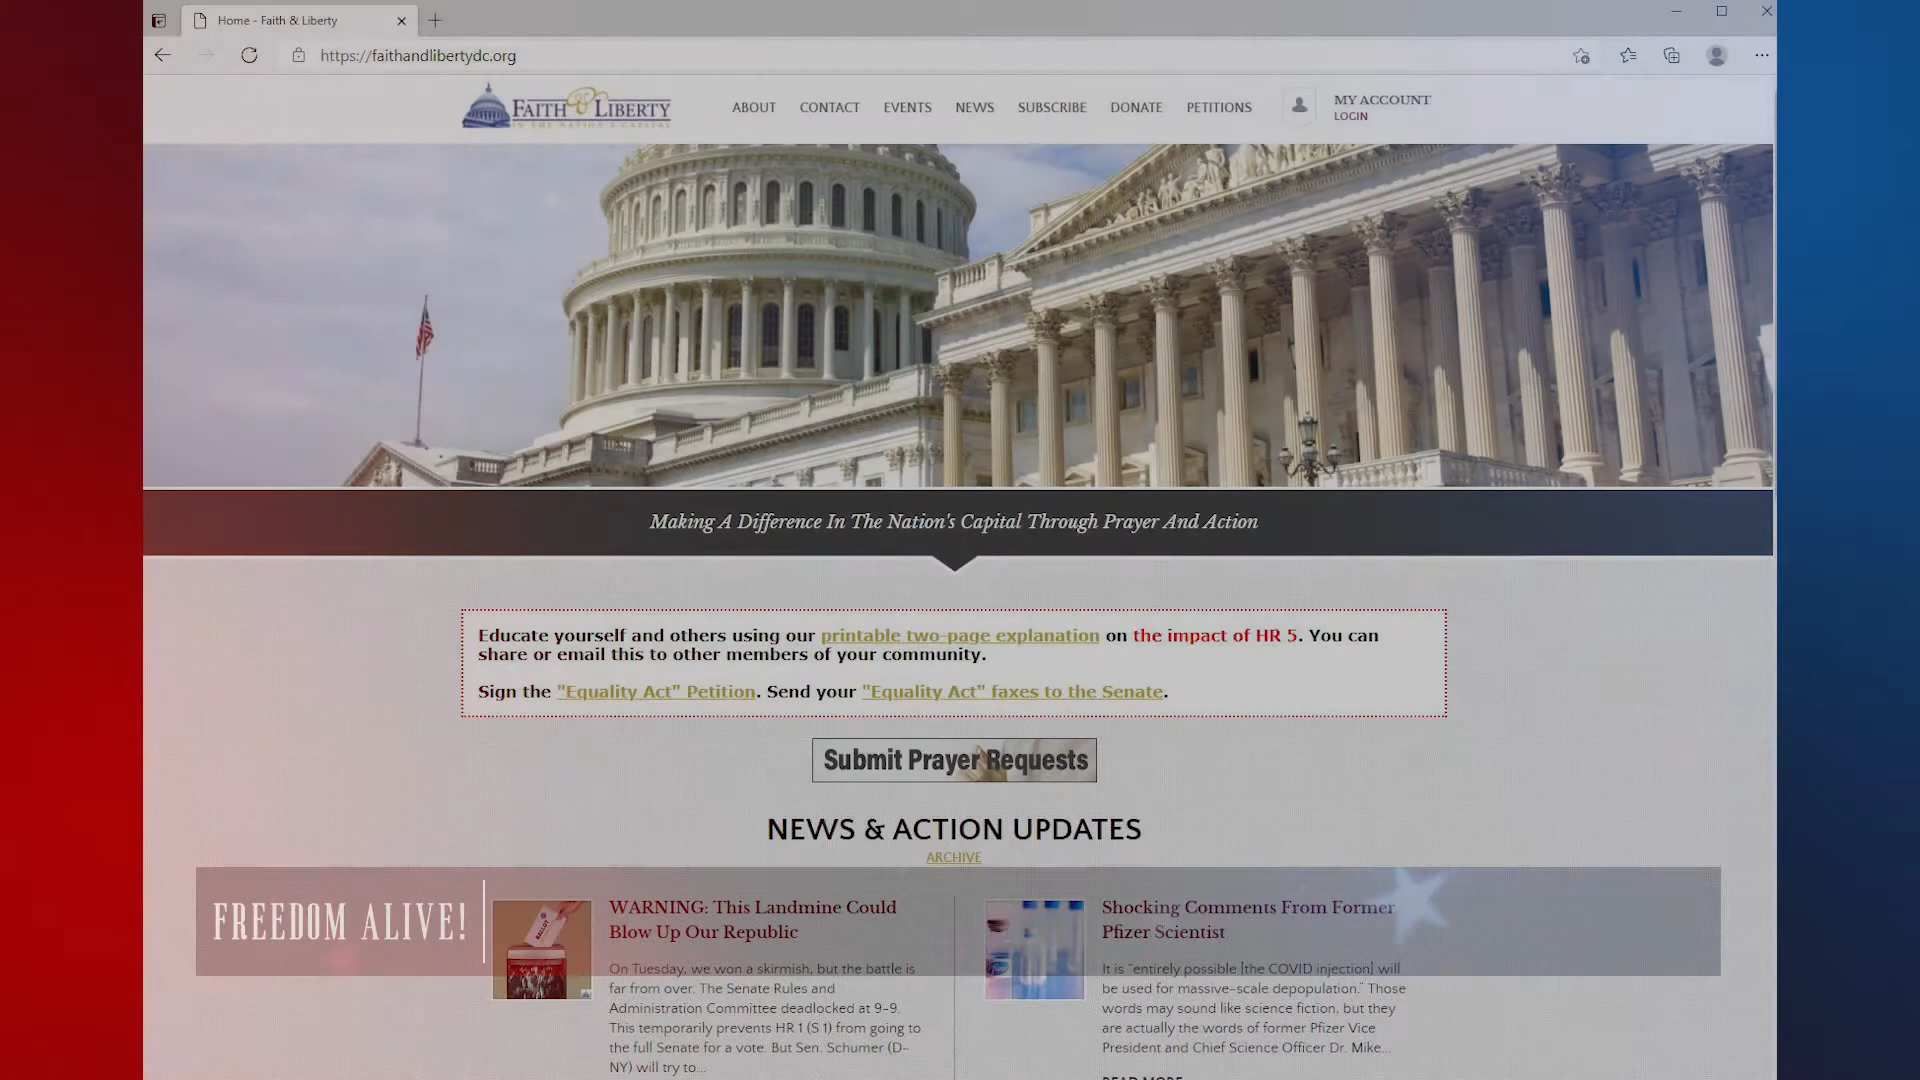 Home - Faith & Liberty
https://faithandlibertydc.org
FAITH & LIBERTY
IN THE NATION'S CAPITAL
ABOUT CONTACT EVENTS NEWS SUBSCRIBE DONATE PETITIONS
MY ACCOUNT
LOGIN
Making A Difference In The Nation's Capital Through Prayer And Action
Educate yourself and others using our printable two-page explanation on the impact of HR 5. You can
share or email this to other members of your community.
Sign the "Equality Act" Petition. Send your "Equality Act" faxes to the Senate.
Submit Prayer Requests
NEWS & ACTION UPDATES
ARCHIVE
FREEDOM ALIVE!
BALLOT
WARNING: This Landmine Could
Blow Up Our Republic
On Tuesday, we won a skirmish, but the battle is
far from over. The Senate Rules and
Administration Committee deadlocked at 9-9.
This temporarily prevents HR 1 (S 1) from going to
the full Senate for a vote. But Sen. Schumer (D-
NY) will try to...
Shocking Comments From Former
Pfizer Scientist
It is "entirely possible [the COVID injection] will
be used for massive-scale depopulation." Those
words may sound like science fiction, but they
are actually the words of former Pfizer Vice
President and Chief Science Officer Dr. Mike...
READ MORE